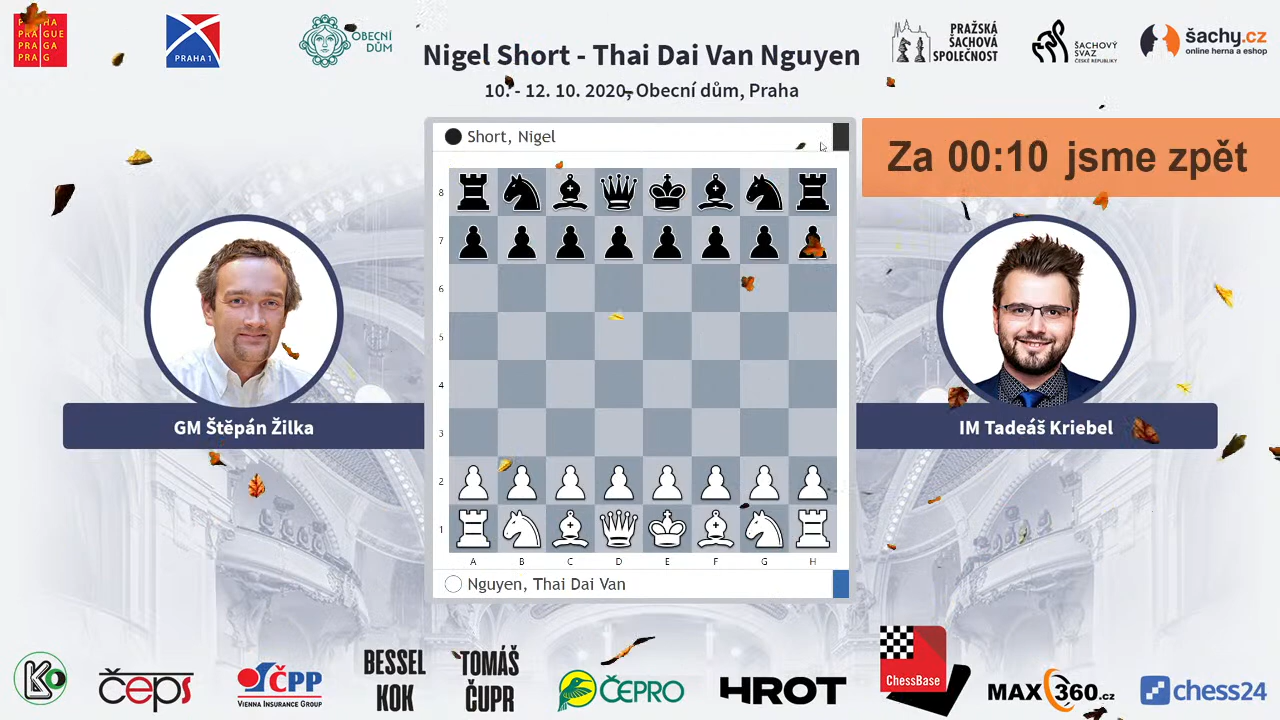 PRAHA
PRAGUE
PRAGA
PRAG
PRAHA 1
OBECNÍ
DŮM
Nigel Short - Thai Dai Van Nguyen
10. - 12. 10. 2020, Obecní dům, Praha
PRAŽSKÁ
ŠACHOVÁ
SPOLEČNOST
ŠACHOVÝ
SVAZ
ČESKÉ REPUBLIKY
šachy.cz
online herna a eshop
Short, Nigel
Za 00:10 jsme zpět
8
7
6
5
4
3
2
1
A B C D E F G H
Nguyen, Thai Dai Van
GM Štěpán Žilka
IM Tadeáš Kriebel
KO
čeps
ČPP
VIENNA INSURANCE GROUP
BESSEL
KOK
TOMÁŠ
ČUPR
ČEPRO
HROT
ChessBase
MAX 360.cz
chess24